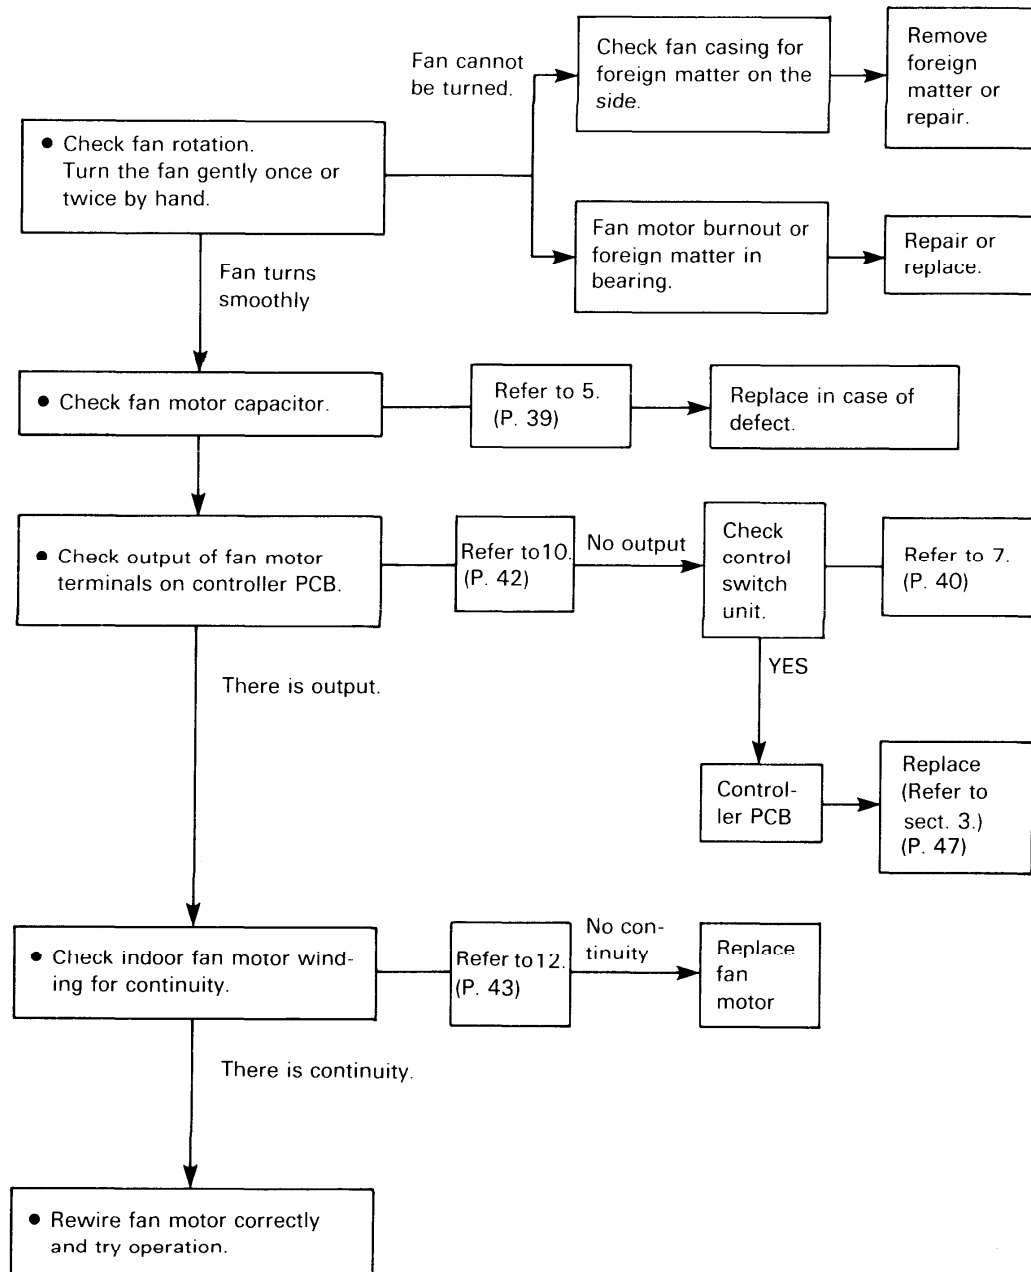 Fan cannot
be turned.
Check fan casing for
foreign matter on the
side.
Remove
foreign
matter or
repair.
● Check fan rotation.
Turn the fan gently once or
twice by hand.
Fan motor burnout or
foreign matter in
bearing.
Repair or
replace.
Fan turns
smoothly
● Check fan motor capacitor.
Refer to 5.
(P. 39)
Replace in case of
defect.
● Check output of fan motor
terminals on controller PCB.
Refer to 10.
(P. 42)
No output
Check
control
switch
unit.
Refer to 7.
(P. 40)
YES
There is output.
Control-
ler PCB
Replace
(Refer to
sect. 3.)
(P. 47)
● Check indoor fan motor wind-
ing for continuity.
Refer to 12.
(P. 43)
No con-
tinuity
Replace
fan
motor
There is continuity.
● Rewire fan motor correctly
and try operation.